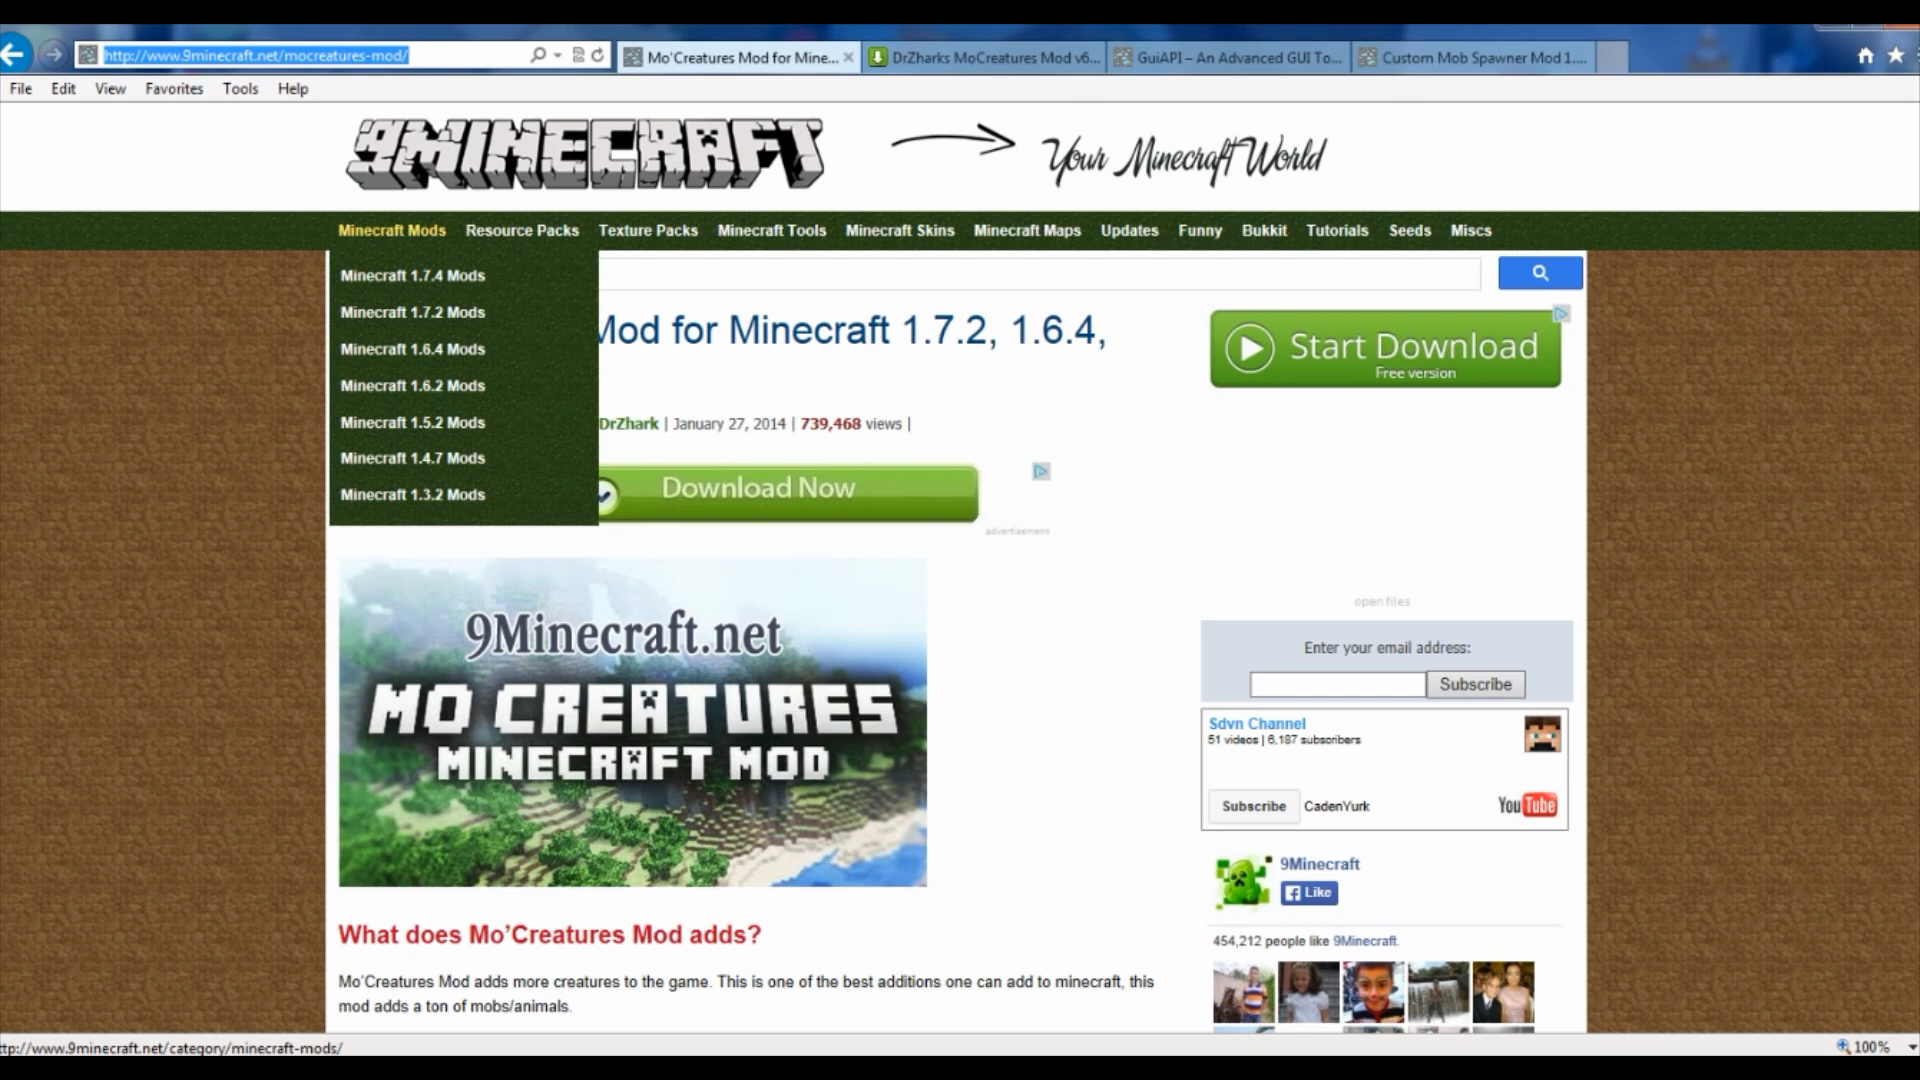 http://www.9minecraft.net/mocreatures-mod/
Mo'Creatures Mod for Mine...
DrZharks MoCreatures Mod v6...
GuiAPI – An Advanced GUI To...
Custom Mob Spawner Mod 1....
File Edit View Favorites Tools Help
9MINECRAFT
Your Minecraft World
Minecraft Mods Resource Packs Texture Packs Minecraft Tools Minecraft Skins Minecraft Maps Updates Funny Bukkit Tutorials Seeds Miscs
Minecraft 1.7.4 Mods
Minecraft 1.7.2 Mods
Minecraft 1.6.4 Mods
Minecraft 1.6.2 Mods
Minecraft 1.5.2 Mods
Minecraft 1.4.7 Mods
Minecraft 1.3.2 Mods
Mod for Minecraft 1.7.2, 1.6.4,
DrZhark | January 27, 2014 | 739,468 views |
Download Now
advertisement
Start Download
Free version
9Minecraft.net
MO CREATURES
MINECRAFT MOD
open files
Enter your email address:
Subscribe
Sdvn Channel
51 videos | 6,187 subscribers
Subscribe CadenYurk YouTube
9Minecraft
Like
454,212 people like 9Minecraft.
What does Mo'Creatures Mod adds?
Mo'Creatures Mod adds more creatures to the game. This is one of the best additions one can add to minecraft, this
mod adds a ton of mobs/animals.
ttp://www.9minecraft.net/category/minecraft-mods/
100%